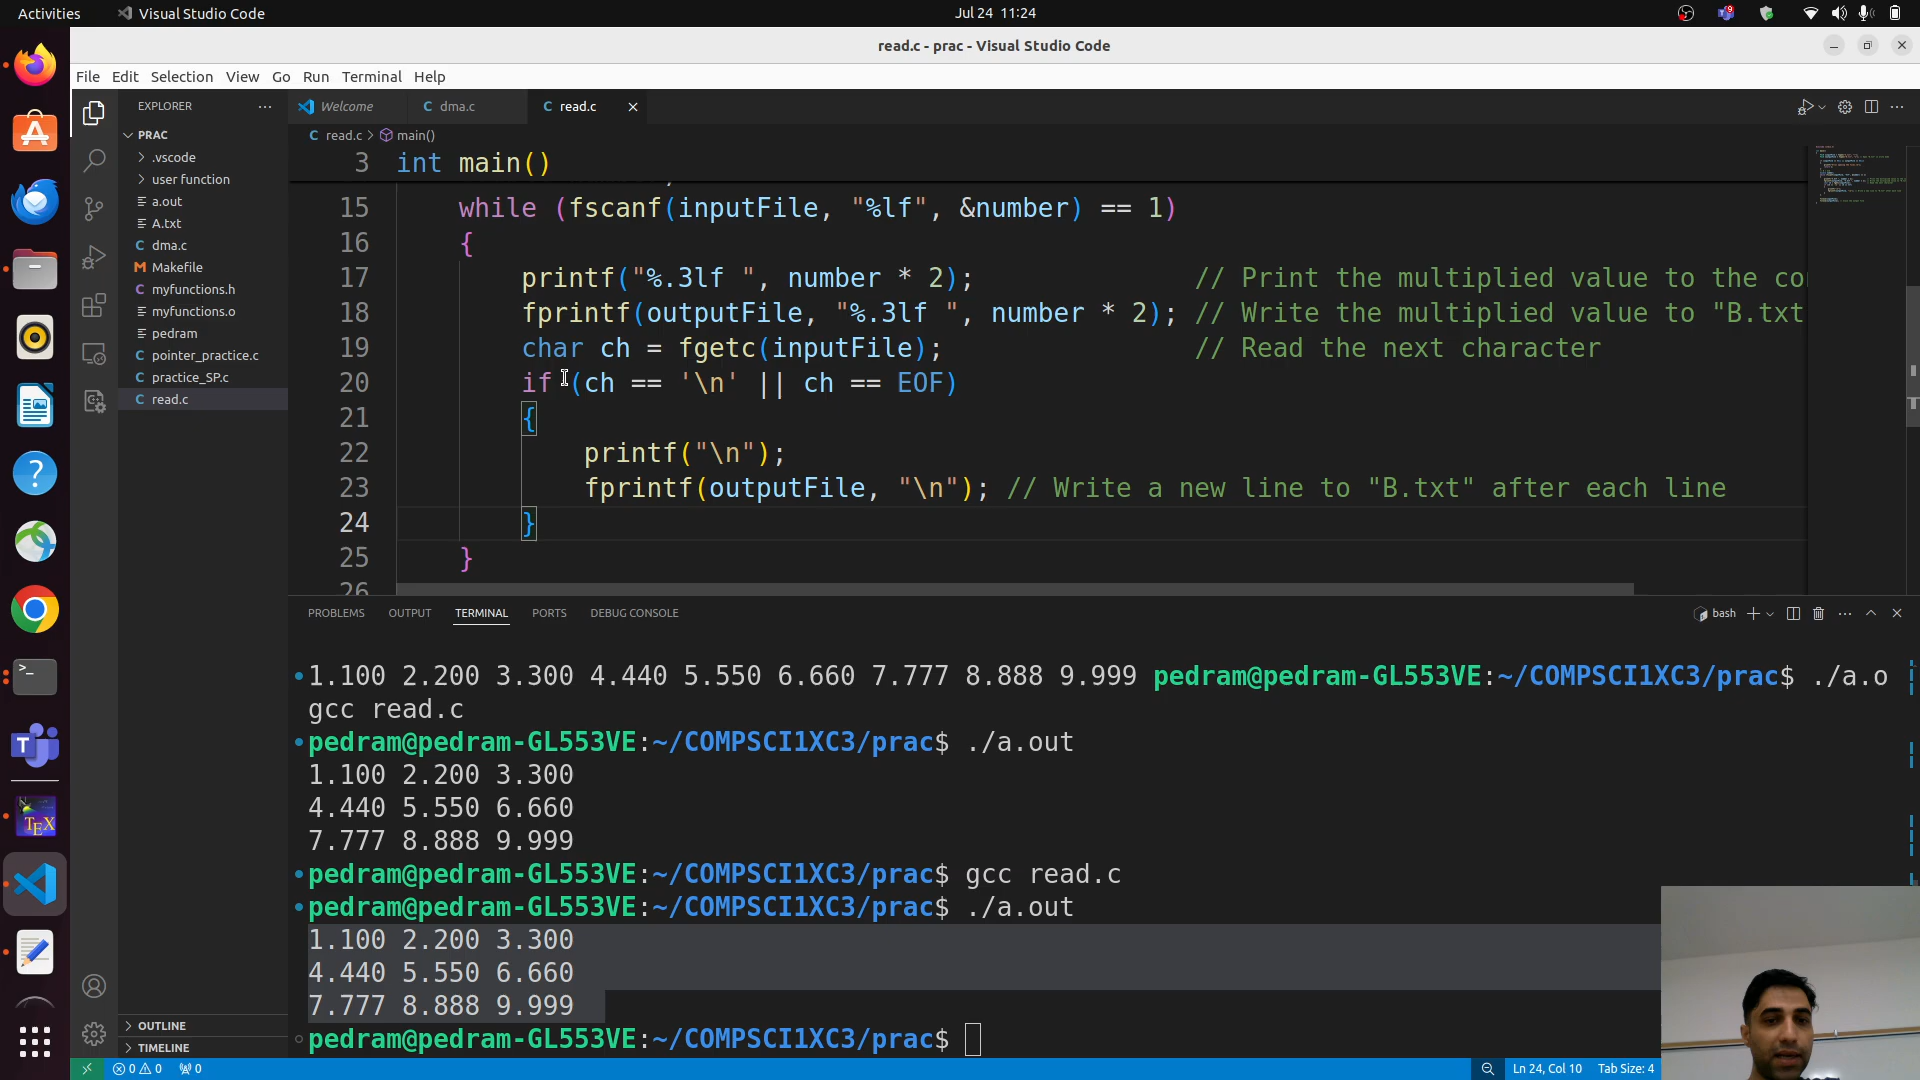 Activities
Visual Studio Code
Jul 24 11:24
read.c - prac - Visual Studio Code
File Edit Selection View Go Run Terminal Help
EXPLORER
PRAC
.vscode
user function
a.out
A.txt
dma.c
Makefile
myfunctions.h
myfunctions.o
pedram
pointer_practice.c
practice_SP.c
read.c
OUTLINE
TIMELINE
Welcome
dma.c
read.c
read.c > main()
3 int main()
15 while (fscanf(inputFile, "%lf", &number) == 1)
16 {
17 printf("%.3lf ", number * 2); // Print the multiplied value to the co
18 fprintf(outputFile, "%.3lf ", number * 2); // Write the multiplied value to "B.txt
19 char ch = fgetc(inputFile); // Read the next character
20 if (ch == '\n' || ch == EOF)
21 {
22 printf("\n");
23 fprintf(outputFile, "\n"); // Write a new line to "B.txt" after each line
24 }
25 }
26
PROBLEMS OUTPUT TERMINAL PORTS DEBUG CONSOLE
bash
1.100 2.200 3.300 4.440 5.550 6.660 7.777 8.888 9.999 pedram@pedram-GL553VE:~/COMPSCI1XC3/prac$ ./a.o
gcc read.c
pedram@pedram-GL553VE:~/COMPSCI1XC3/prac$ ./a.out
1.100 2.200 3.300
4.440 5.550 6.660
7.777 8.888 9.999
pedram@pedram-GL553VE:~/COMPSCI1XC3/prac$ gcc read.c
pedram@pedram-GL553VE:~/COMPSCI1XC3/prac$ ./a.out
1.100 2.200 3.300
4.440 5.550 6.660
7.777 8.888 9.999
pedram@pedram-GL553VE:~/COMPSCI1XC3/prac$
0 0 0
Ln 24, Col 10
Tab Size: 4